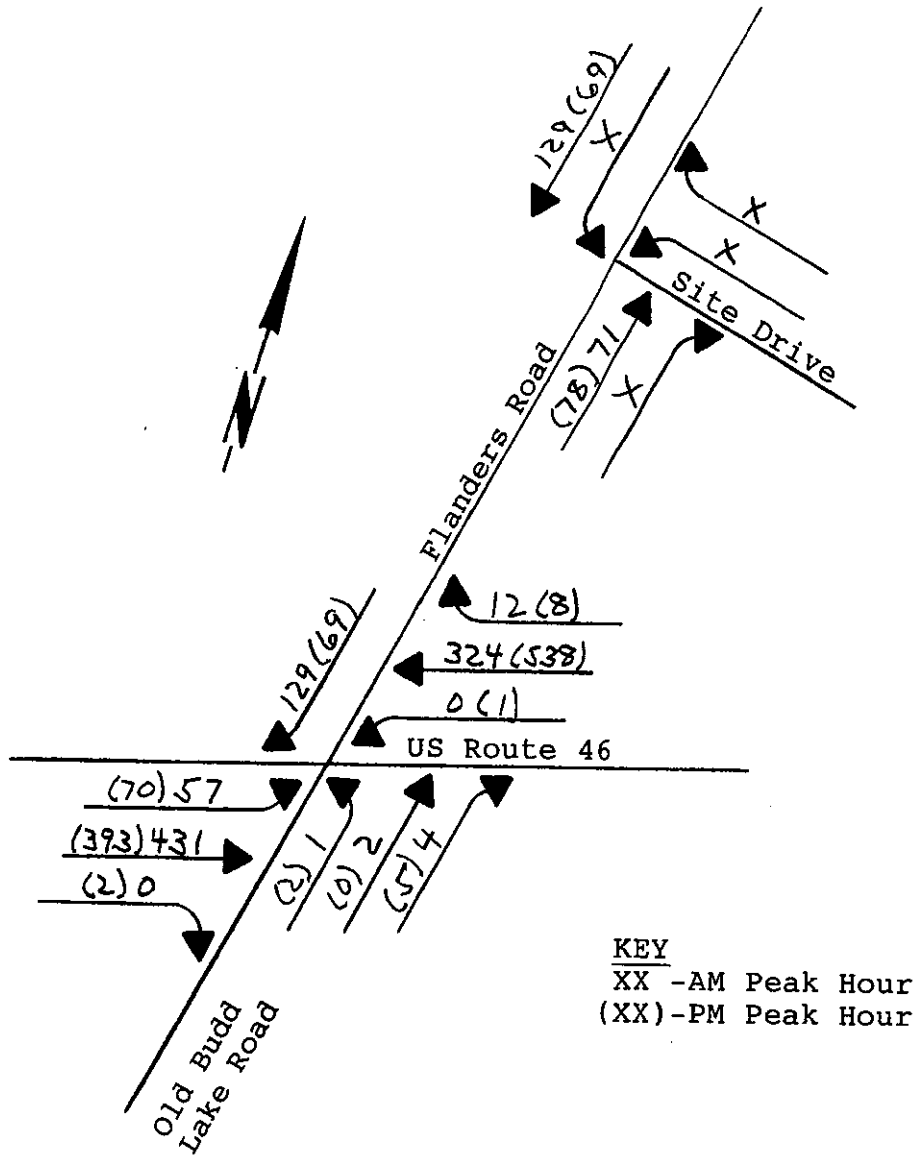 129(69)
X
X
X
Site Drive
(78)71
X
Flanders Road
N
12(8)
324(538)
129(69)
0(1)
US Route 46
(70)57
(393)431
(2)0
(2)1
(0)2
(5)4
KEY
XX -AM Peak Hour
(XX)-PM Peak Hour
Old Budd
Lake Road